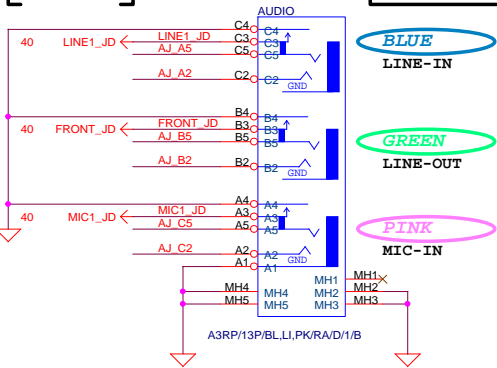 AUDIO
C4 C4
40 LINE1_JD LINE1_JD C3 C3
AJ_A5 C5 C5
BLUE
LINE-IN
AJ_A2 C2 C2
GND
B4 B4
40 FRONT_JD FRONT_JD B3 B3
AJ_B5 B5 B5
GREEN
LINE-OUT
AJ_B2 B2 B2
GND
A4 A4
40 MIC1_JD MIC1_JD A3 A3
AJ_C5 A5 A5
PINK
MIC-IN
AJ_C2 A2 A2
GND
A1 A1
MH1 MH1
MH4 MH4 MH2 MH2
MH5 MH5 MH3 MH3
A3RP/13P/BL,LI,PK/RA/D/1/B